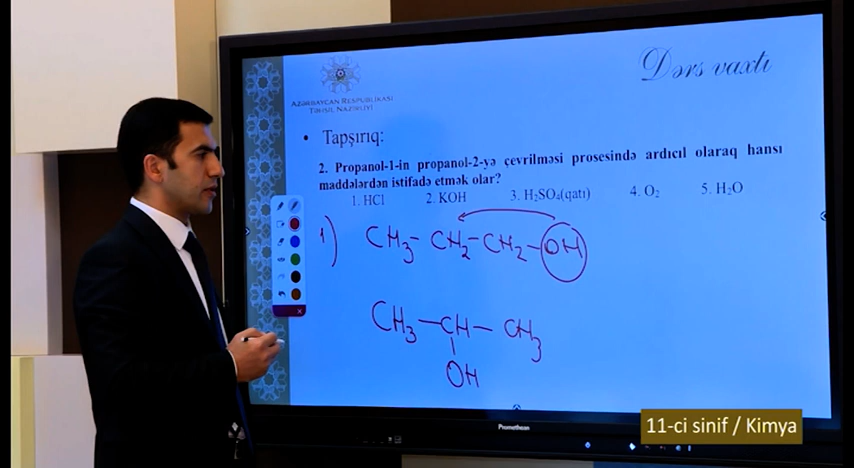 Dərs vaxtı
AZƏRBAYCAN RESPUBLİKASI
TƏHSİL NAZİRLİYİ
• Tapşırıq:
2. Propanol-1-in propanol-2-yə çevrilməsi prosesində ardıcıl olaraq hansı
maddələrdən istifadə etmək olar?
1. HCl 2. KOH 3. H₂SO₄(qatı) 4. O₂ 5. H₂O
1) CH₃-CH₂-CH₂-OH
CH₃-CH-CH₃
OH
11-ci sinif / Kimya
Promethean